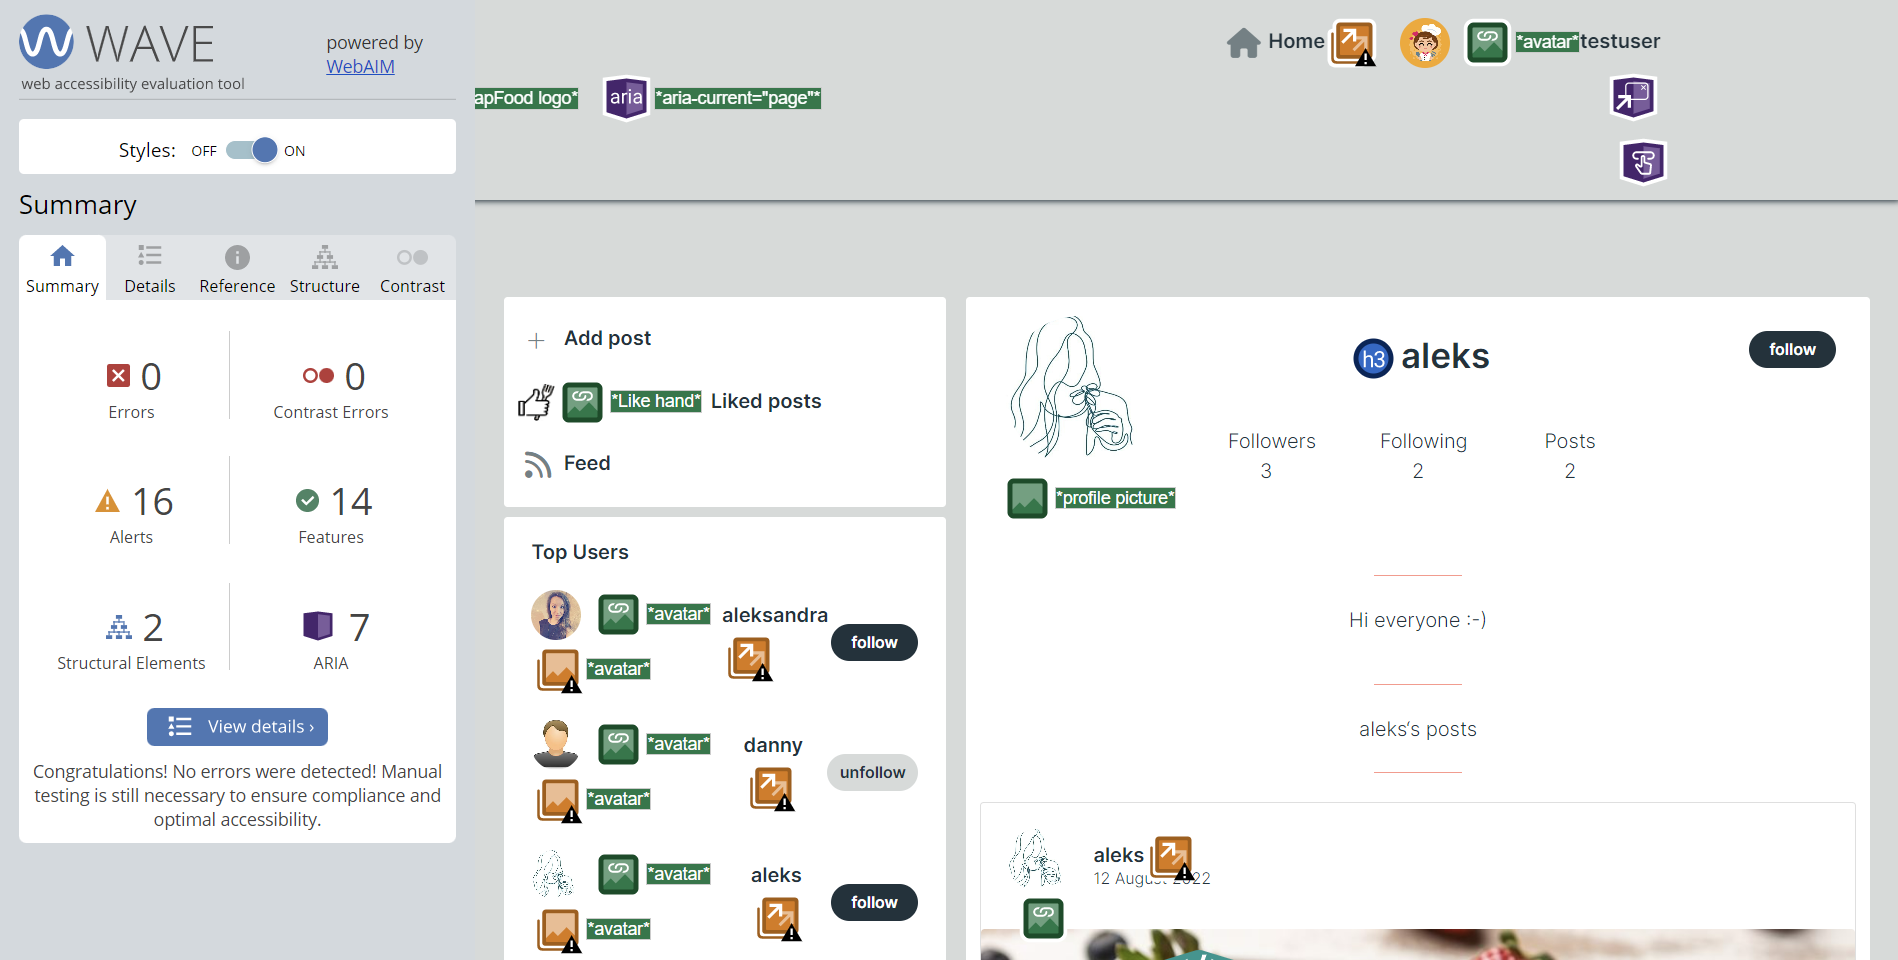 WAVE
web accessibility evaluation tool
powered by
WebAIM
Styles: OFF ON
Summary
Summary Details Reference Structure Contrast
0
Errors
0
Contrast Errors
16
Alerts
14
Features
2
Structural Elements
7
ARIA
View details ›
Congratulations! No errors were detected! Manual
testing is still necessary to ensure compliance and
optimal accessibility.
Home *avatar* testuser
apFood logo* aria *aria-current="page"*
Add post
*Like hand* Liked posts
Feed
Top Users
*avatar* aleksandra
follow
*avatar*
*avatar* danny
unfollow
*avatar*
*avatar* aleks
follow
*avatar*
h3 aleks
follow
Followers Following Posts
3 2 2
*profile picture*
Hi everyone :-)
aleks's posts
aleks
12 August 2022